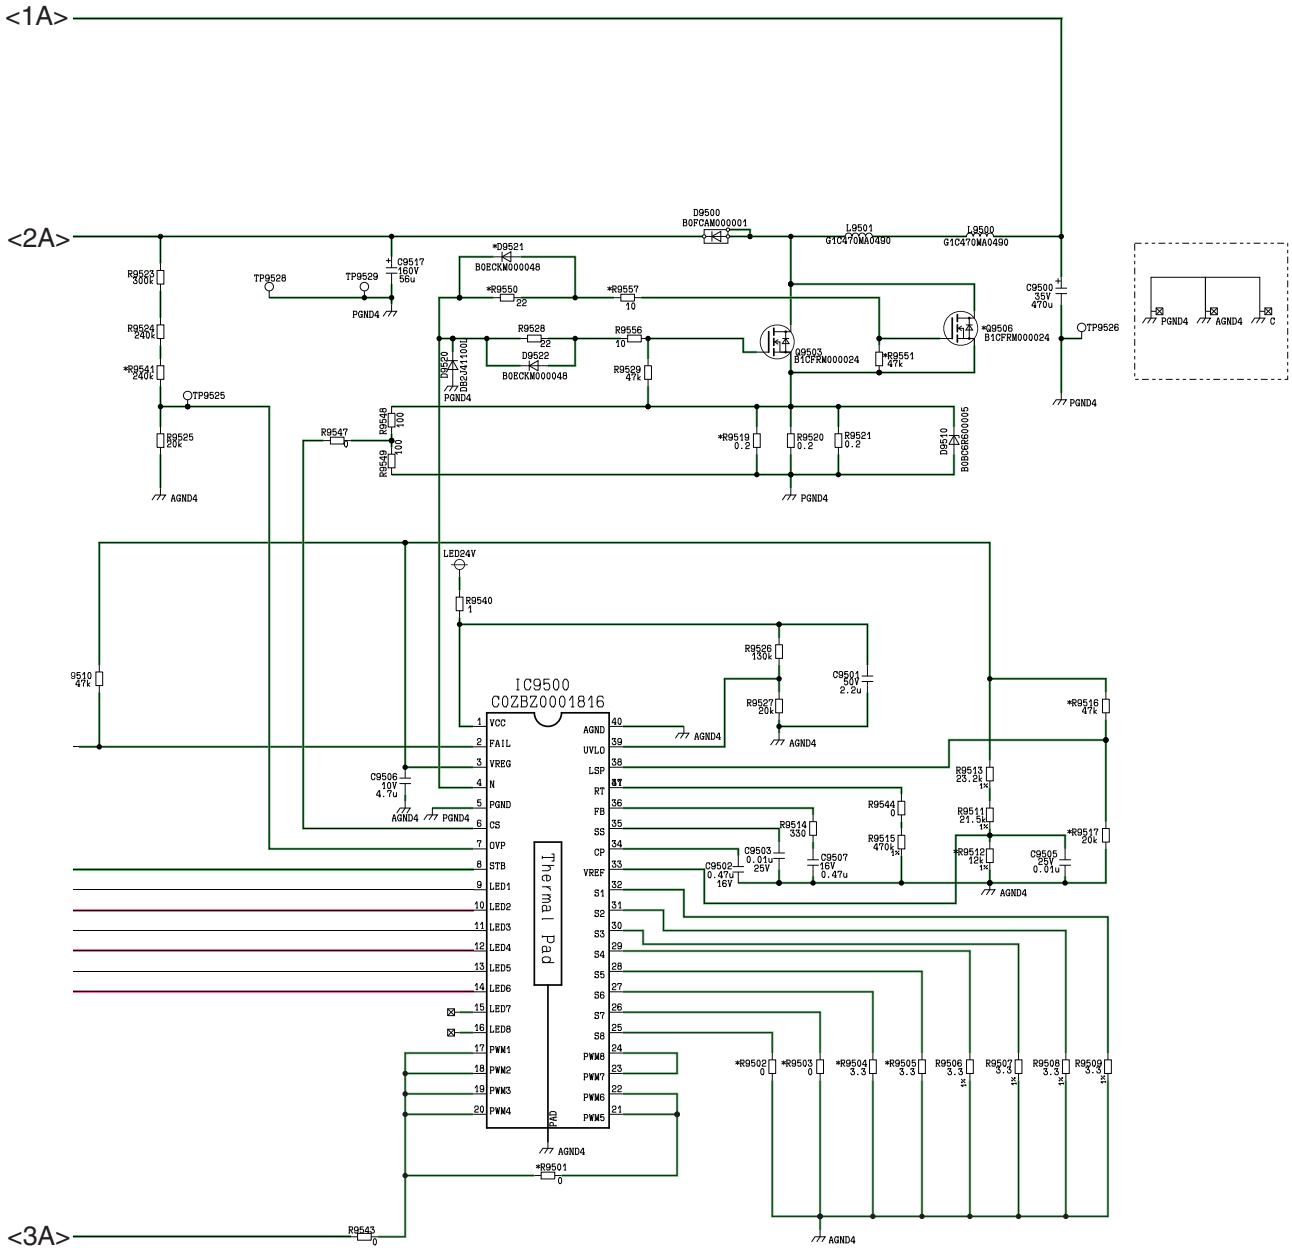 <1A>
<2A>
D9500
B0FCAM000001
L9501
G1C470MA0490
L9500
G1C470MA0490
*D9521
B0ECKM000048
R9523
300k
TP9528
TP9529
+ C9517
160V
56u
PGND4
*R9550
22
*R9557
10
C9500
35V
470u
+
TP9526
PGND4
AGND4
C
R9524
240k
R9528
22
R9556
10
Q9503
B1CFRM000024
*Q9506
B1CFRM000024
D9520
DB2J41100L
PGND4
D9522
B0ECKM000048
*R9541
240k
R9529
47k
*R9551
47k
PGND4
TP9525
R9525
20k
AGND4
R9547
0
R9548
100
R9549
100
*R9519
0.2
R9520
0.2
R9521
0.2
D9510
B0BC6R600005
PGND4
LED24V
R9540
1
R9526
130k
R9527
20k
C9501
50V
2.2u
AGND4
9510
47k
*R9516
47k
IC9500
C0ZBZ0001816
1 VCC
2 FAIL
3 VREG
4 N
5 PGND
6 CS
7 OVP
8 STB
9 LED1
10 LED2
11 LED3
12 LED4
13 LED5
14 LED6
15 LED7
16 LED8
17 PWM1
18 PWM2
19 PWM3
20 PWM4
Thermal Pad
PAD
AGND 40
UVLO 39
LSP 38
RT
FB 36
SS 35
CP 34
VREF 33
S1 32
S2 31
S3 30
S4 29
S5 28
S6 27
S7 26
S8 25
PWM8 24
PWM7 23
PWM6 22
PWM5 21
AGND4
C9506
10V
4.7u
AGND4
PGND4
R9513
23.2k
1%
R9511
21.5k
1%
*R9512
12k
1%
*R9517
20k
R9544
0
R9515
470k
1%
R9514
330
C9502
0.47u
16V
C9503
0.01u
25V
C9507
16V
0.47u
C9505
25V
0.01u
AGND4
*R9502
0
*R9503
0
*R9504
3.3
*R9505
3.3
R9506
3.3
1%
R9507
3.3
1%
R9508
3.3
1%
R9509
3.3
1%
AGND4
AGND4
*R9501
0
<3A>
R9543
0